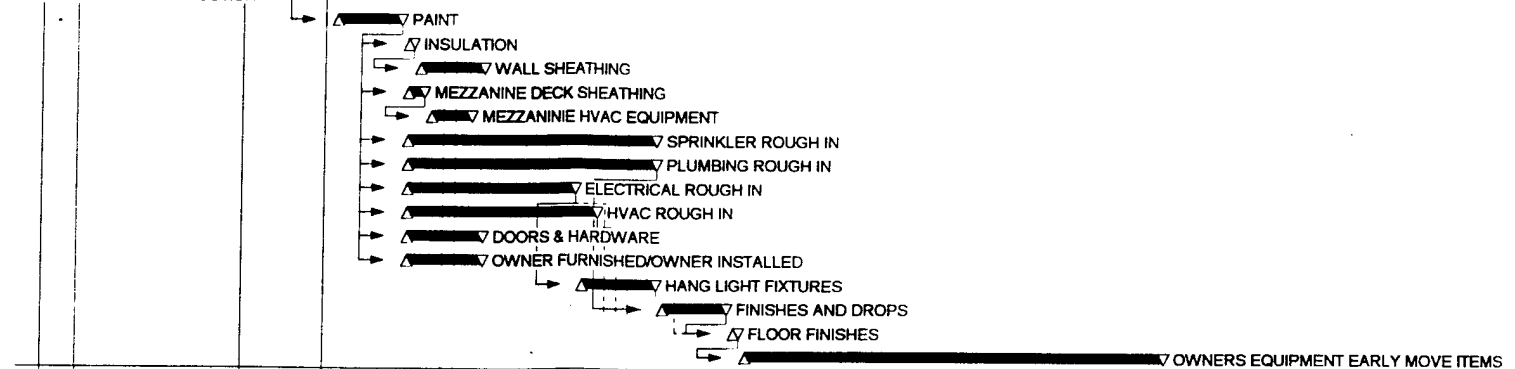 PAINT
INSULATION
WALL SHEATHING
MEZZANINE DECK SHEATHING
MEZZANINIE HVAC EQUIPMENT
SPRINKLER ROUGH IN
PLUMBING ROUGH IN
ELECTRICAL ROUGH IN
HVAC ROUGH IN
DOORS & HARDWARE
OWNER FURNISHED/OWNER INSTALLED
HANG LIGHT FIXTURES
FINISHES AND DROPS
FLOOR FINISHES
OWNERS EQUIPMENT EARLY MOVE ITEMS